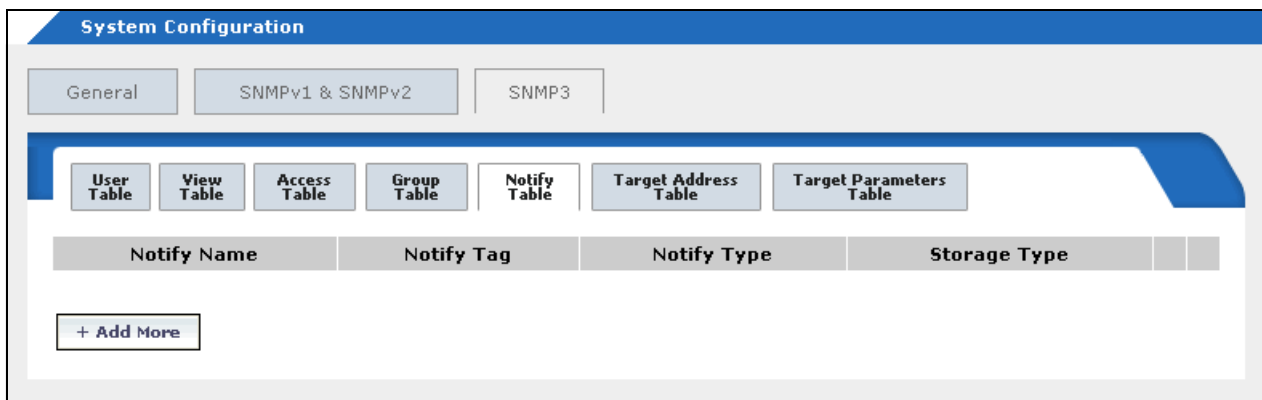 System Configuration
General SNMPv1 & SNMPv2 SNMP3
User Table View Table Access Table Group Table Notify Table Target Address Table Target Parameters Table
Notify Name Notify Tag Notify Type Storage Type
+ Add More